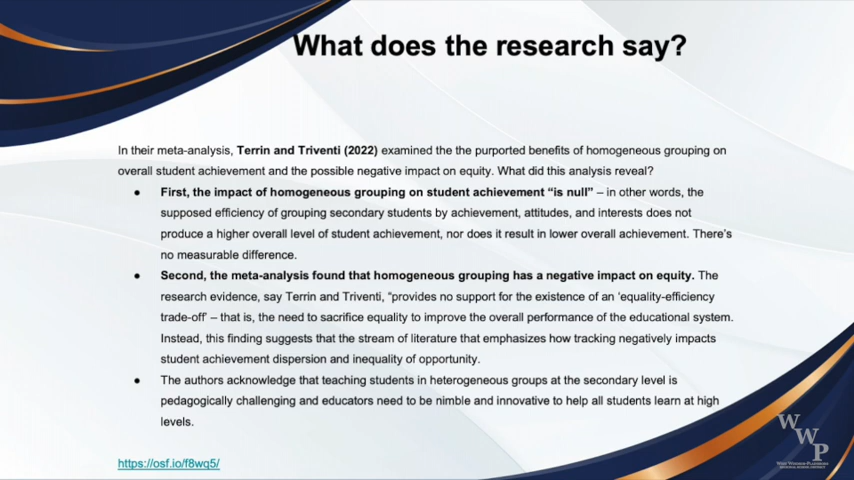 What does the research say?
In their meta-analysis, Terrin and Triventi (2022) examined the the purported benefits of homogeneous grouping on
overall student achievement and the possible negative impact on equity. What did this analysis reveal?
● First, the impact of homogeneous grouping on student achievement “is null” – in other words, the
supposed efficiency of grouping secondary students by achievement, attitudes, and interests does not
produce a higher overall level of student achievement, nor does it result in lower overall achievement. There’s
no measurable difference.
● Second, the meta-analysis found that homogeneous grouping has a negative impact on equity. The
research evidence, say Terrin and Triventi, “provides no support for the existence of an ‘equality-efficiency
trade-off’ – that is, the need to sacrifice equality to improve the overall performance of the educational system.
Instead, this finding suggests that the stream of literature that emphasizes how tracking negatively impacts
student achievement dispersion and inequality of opportunity.
● The authors acknowledge that teaching students in heterogeneous groups at the secondary level is
pedagogically challenging and educators need to be nimble and innovative to help all students learn at high
levels.
https://osf.io/f8wq5/
WWP
West Windsor-Plainsboro
Regional School District